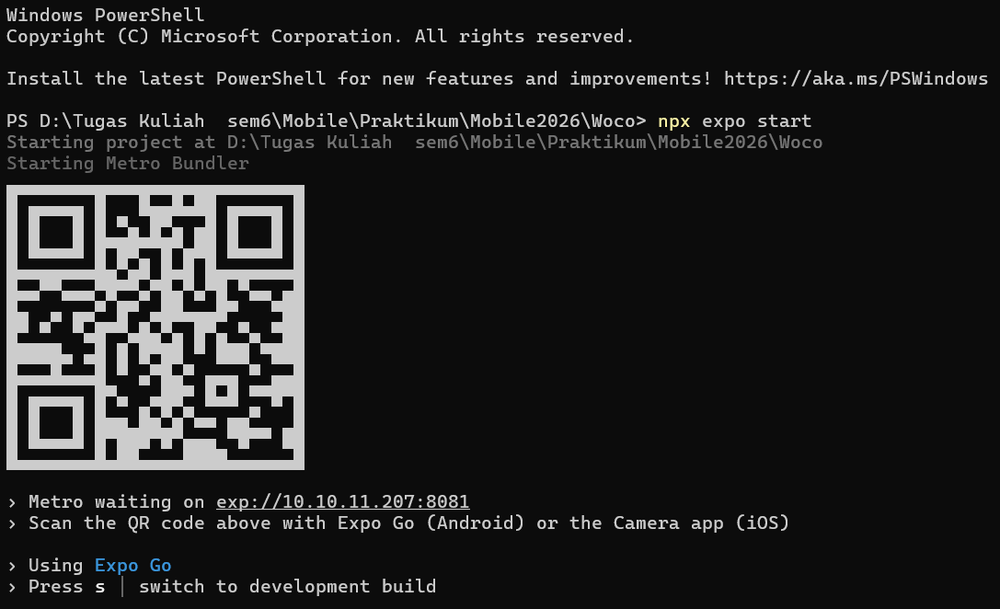 Windows PowerShell
Copyright (C) Microsoft Corporation. All rights reserved.
Install the latest PowerShell for new features and improvements! https://aka.ms/PSWindows
PS D:\Tugas Kuliah  sem6\Mobile\Praktikum\Mobile2026\Woco> npx expo start
Starting project at D:\Tugas Kuliah  sem6\Mobile\Praktikum\Mobile2026\Woco
Starting Metro Bundler
› Metro waiting on exp://10.10.11.207:8081
› Scan the QR code above with Expo Go (Android) or the Camera app (iOS)
› Using Expo Go
› Press s │ switch to development build